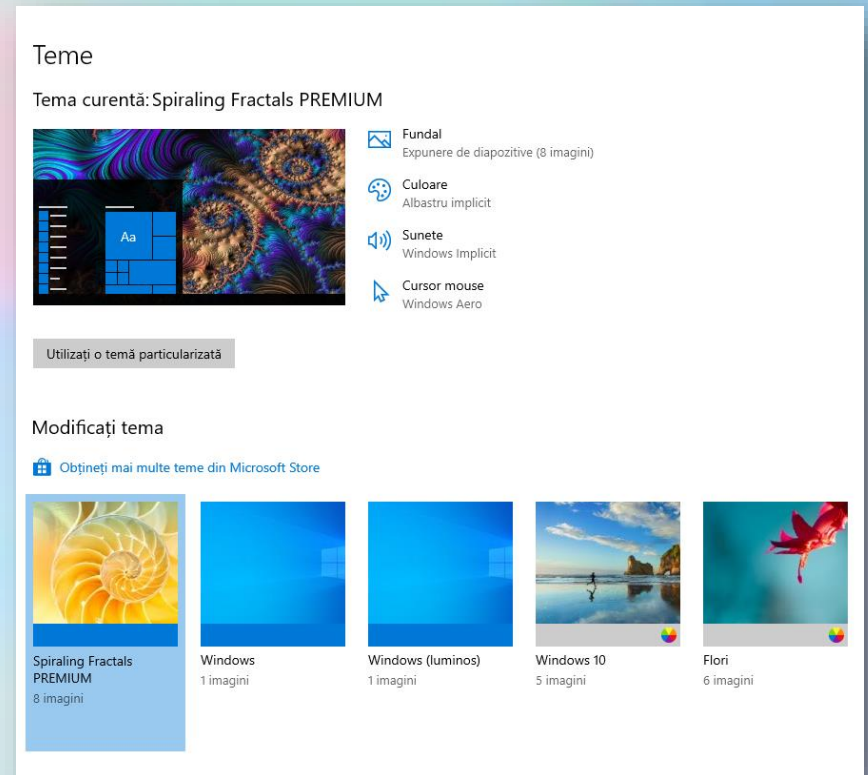 Teme
Tema curentă: Spiraling Fractals PREMIUM
Aa
Fundal
Expunere de diapozitive (8 imagini)
Culoare
Albastru implicit
Sunete
Windows Implicit
Cursor mouse
Windows Aero
Utilizați o temă particularizată
Modificați tema
Obțineți mai multe teme din Microsoft Store
Spiraling Fractals
PREMIUM
8 imagini
Windows
1 imagini
Windows (luminos)
1 imagini
Windows 10
5 imagini
Flori
6 imagini